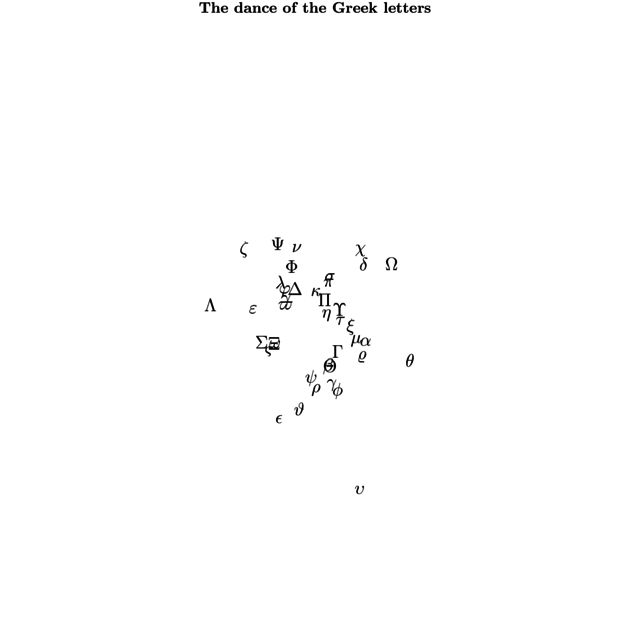 The dance of the Greek letters
ζ Ψ ν χ
Φ δ Ω
λ Δ κ π
Λ ε ϖ Π
η Υ τ ξ
Σ Ξ ς μ α
Γ ϱ θ
Θ
ψ ρ γ ϕ
ϵ ϑ
υ